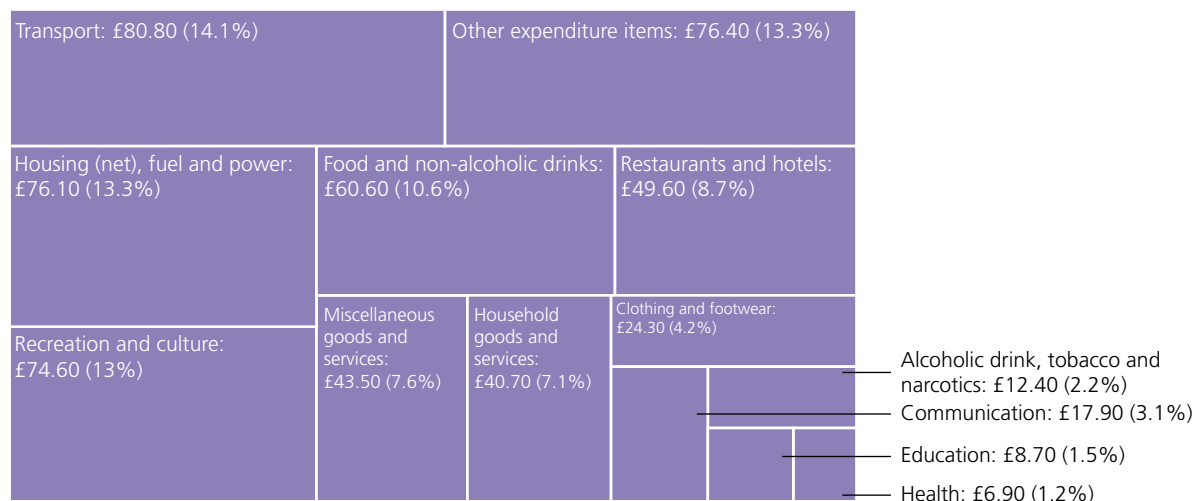 Transport: £80.80 (14.1%)
Other expenditure items: £76.40 (13.3%)
Housing (net), fuel and power:
£76.10 (13.3%)
Food and non-alcoholic drinks:
£60.60 (10.6%)
Restaurants and hotels:
£49.60 (8.7%)
Recreation and culture:
£74.60 (13%)
Miscellaneous
goods and
services:
£43.50 (7.6%)
Household
goods and
services:
£40.70 (7.1%)
Clothing and footwear:
£24.30 (4.2%)
Alcoholic drink, tobacco and
narcotics: £12.40 (2.2%)
Communication: £17.90 (3.1%)
Education: £8.70 (1.5%)
Health: £6.90 (1.2%)